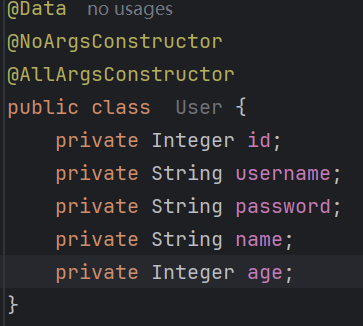 @Data no usages
@NoArgsConstructor
@AllArgsConstructor
public class  User {
    private Integer id;
    private String username;
    private String password;
    private String name;
    private Integer age;
}